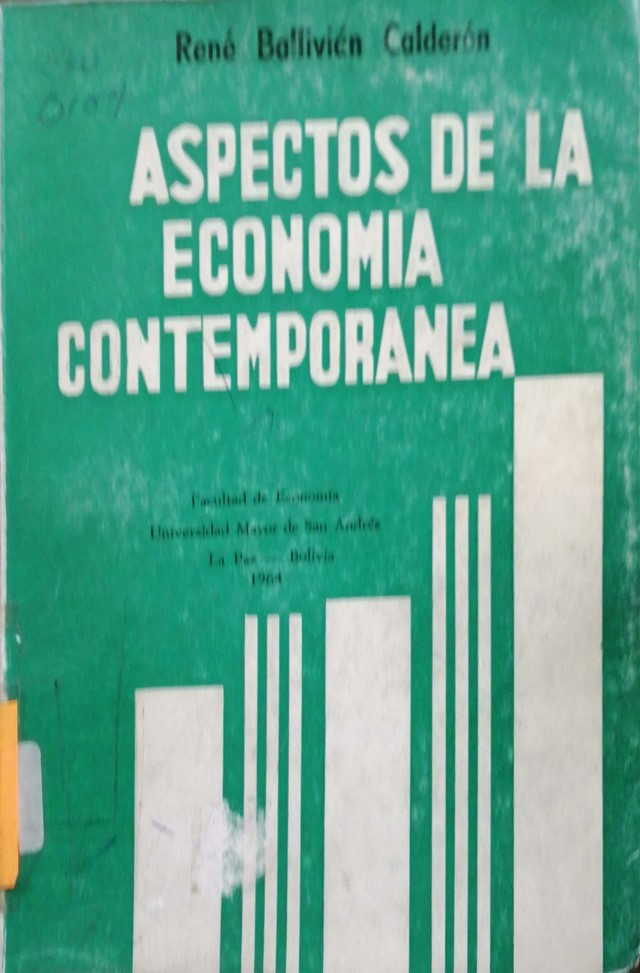 René Ballivián Calderón
ASPECTOS DE LA
ECONOMIA
CONTEMPORANEA
Facultad de Economía
Universidad Mayor de San Andrés
La Paz — Bolivia
1964